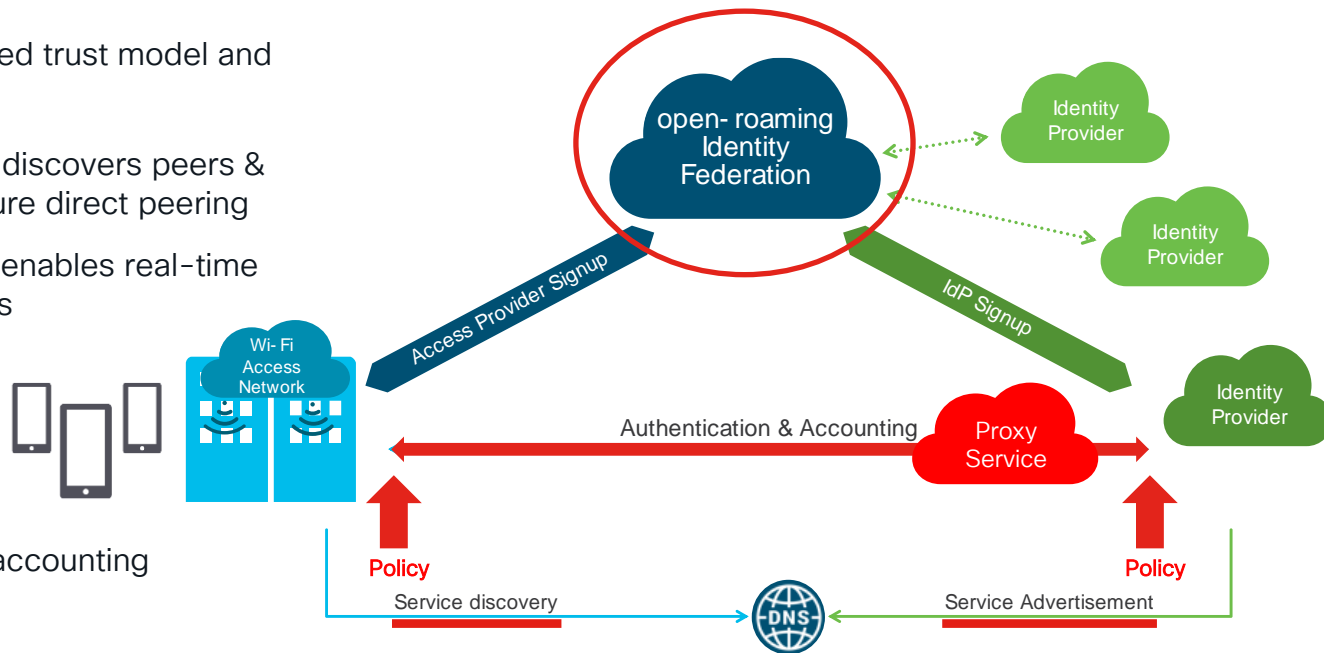 ed trust model and
discovers peers &
ure direct peering
enables real-time
s
accounting
open- roaming
Identity
Federation
Identity
Provider
Identity
Provider
Access Provider Signup
IdP Signup
Wi- Fi
Access
Network
Identity
Provider
Authentication & Accounting
Proxy
Service
Policy
Policy
Service discovery
DNS
Service Advertisement